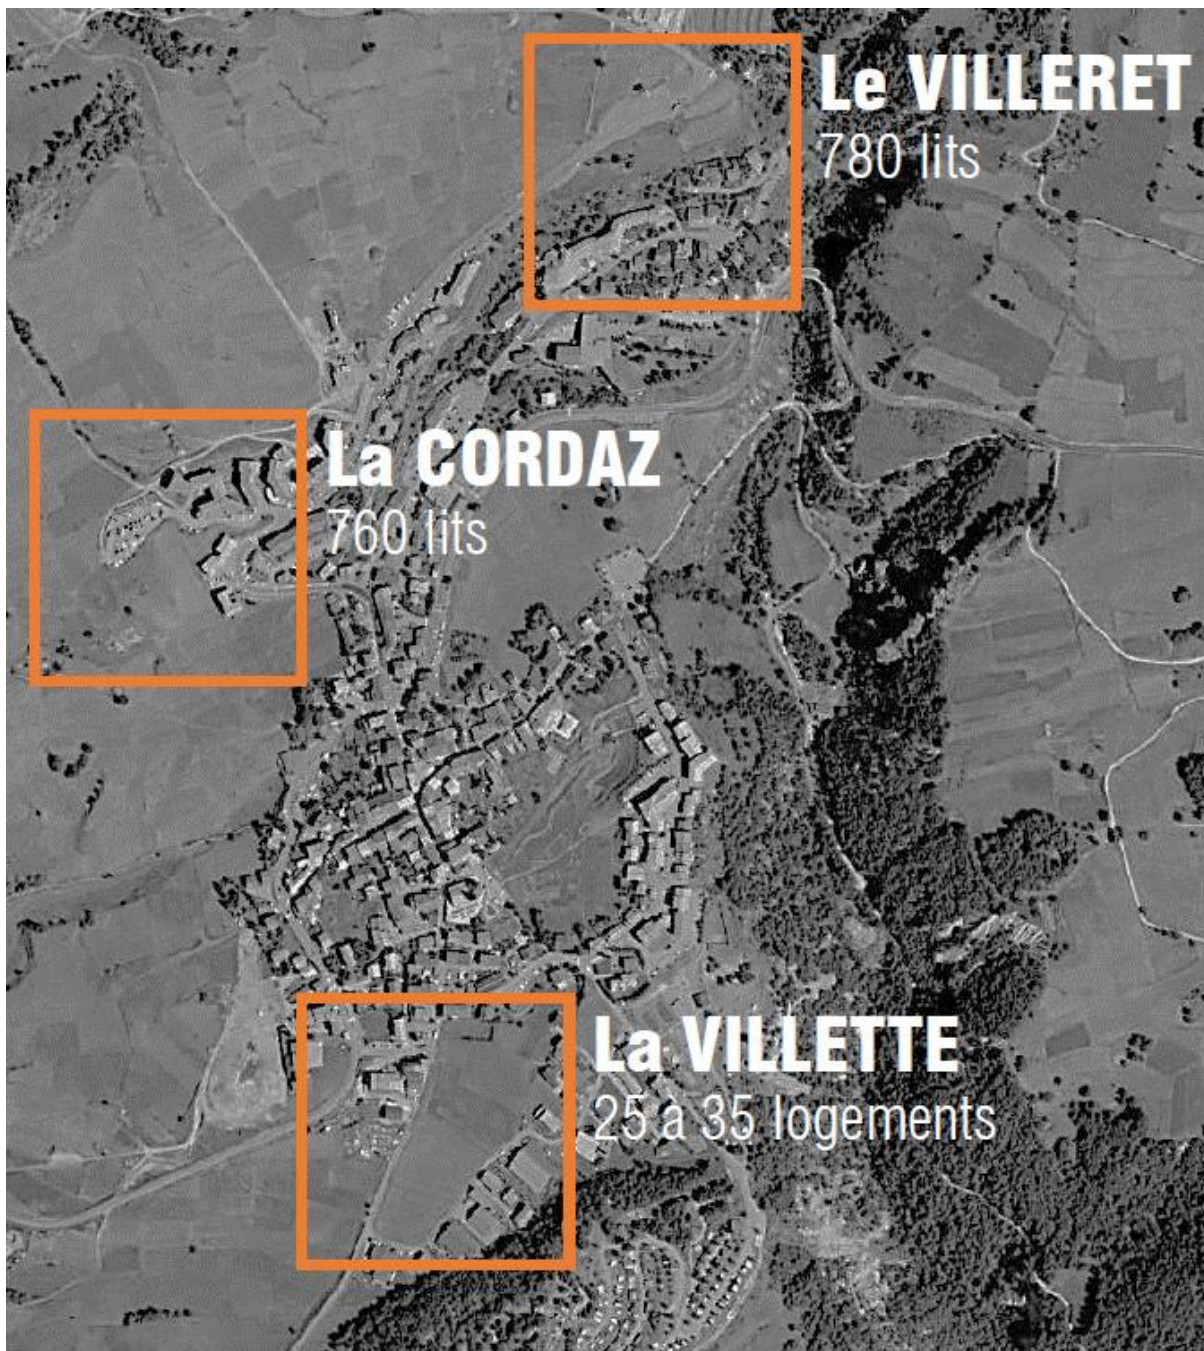 Le VILLERET
780 lits
La CORDAZ
760 lits
La VILLETTE
25 à 35 logements